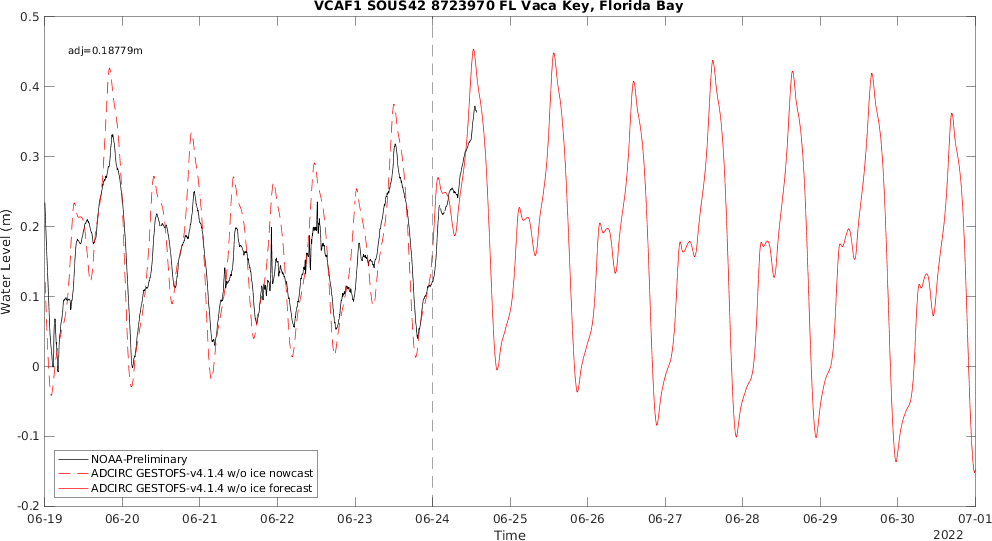 VCAF1 SOUS42 8723970 FL Vaca Key, Florida Bay
adj=0.18779m
0.5
0.4
0.3
0.2
0.1
0
-0.1
-0.2
Water Level (m)
NOAA-Preliminary
ADCIRC GESTOFS-v4.1.4 w/o ice nowcast
ADCIRC GESTOFS-v4.1.4 w/o ice forecast
06-19 06-20 06-21 06-22 06-23 06-24 06-25 06-26 06-27 06-28 06-29 06-30 07-01
Time
2022